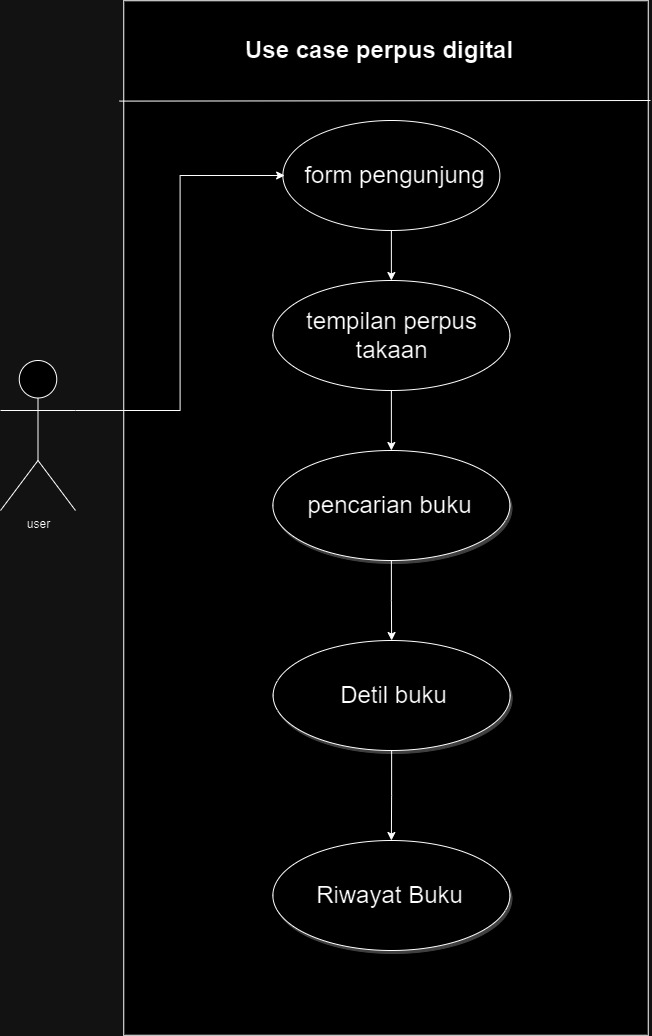 Use case perpus digital
form pengunjung
tempilan perpus
takaan
user
pencarian buku
Detil buku
Riwayat Buku